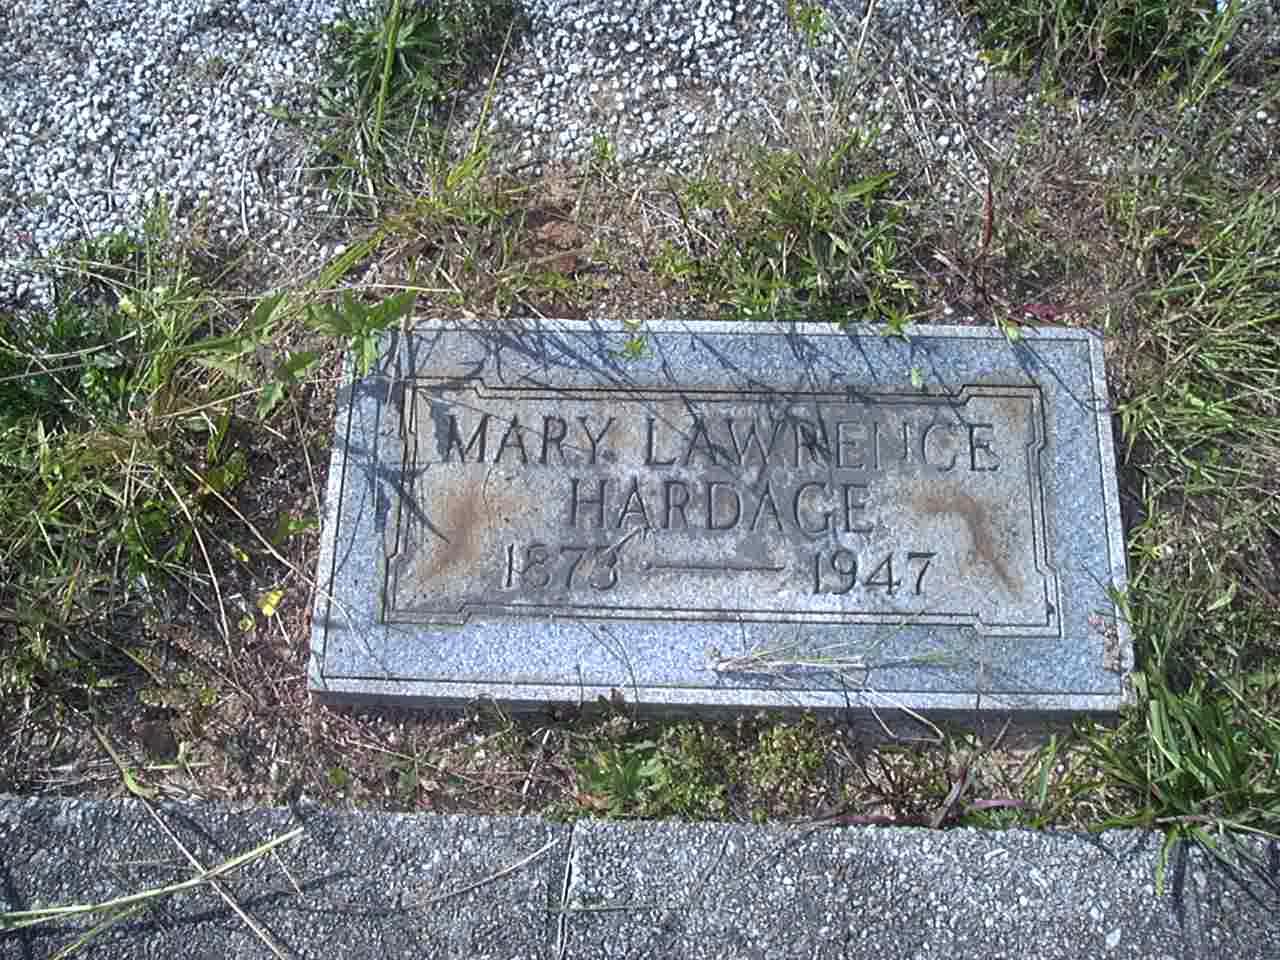 MARY LAWRENCE
HARDAGE
1873 — 1947